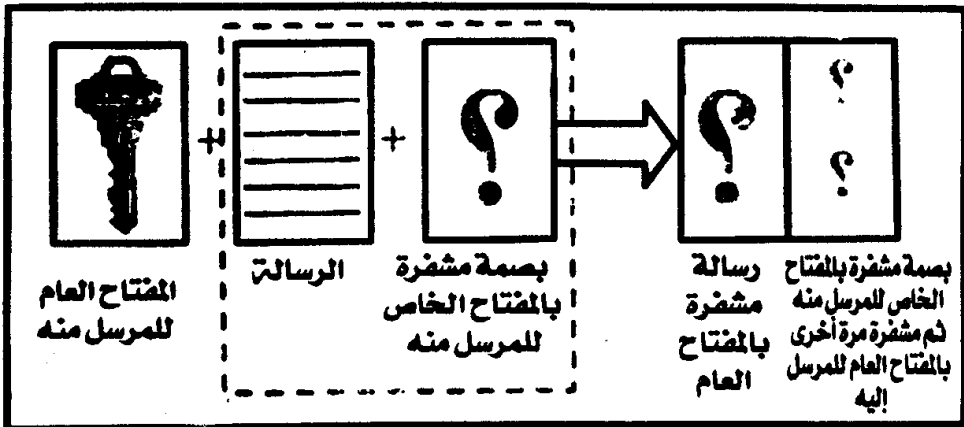 ؟
؟
؟
؟
+
+
المفتاح العام
للمرسل منه
الرسالة
بصمة مشفرة
بالمفتاح الخاص
للمرسل منه
رسالة
مشفرة
بالمفتاح
العام
بصمة مشفرة بالمفتاح
الخاص للمرسل منه
ثم مشفرة مرة أخرى
بالمفتاح العام للمرسل
إليه